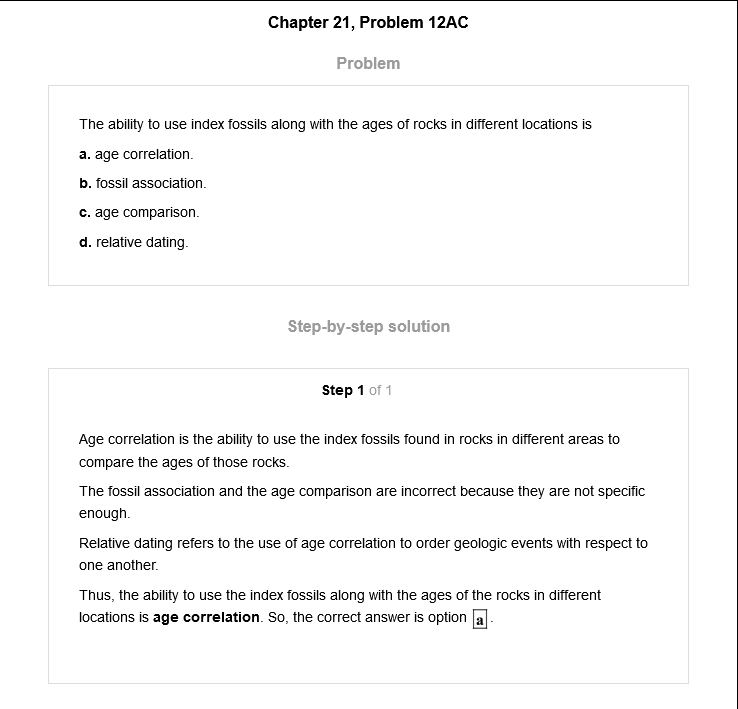 Chapter 21, Problem 12AC
Problem
The ability to use index fossils along with the ages of rocks in different locations is
a. age correlation.
b. fossil association.
c. age comparison.
d. relative dating.
Step-by-step solution
Step 1 of 1
Age correlation is the ability to use the index fossils found in rocks in different areas to
compare the ages of those rocks.
The fossil association and the age comparison are incorrect because they are not specific
enough.
Relative dating refers to the use of age correlation to order geologic events with respect to
one another.
Thus, the ability to use the index fossils along with the ages of the rocks in different
locations is age correlation. So, the correct answer is option a.